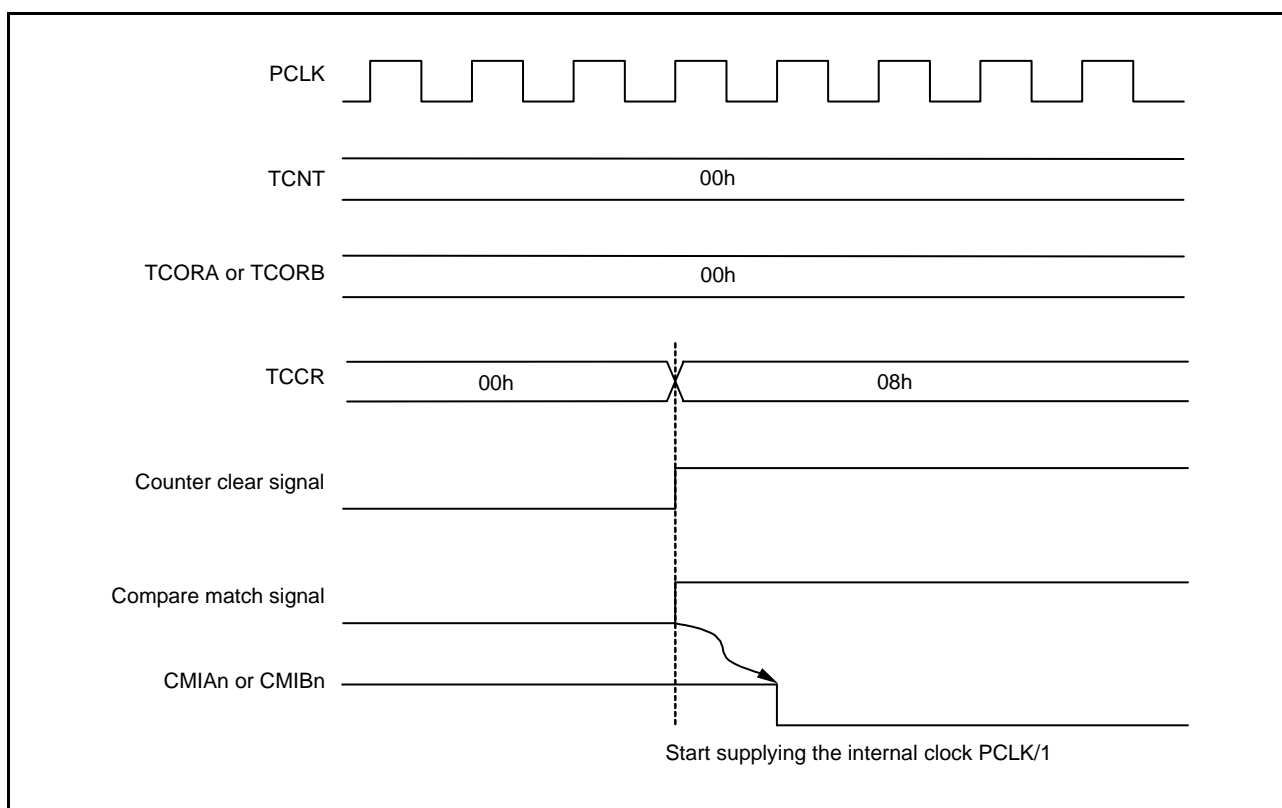 PCLK
TCNT
00h
TCORA or TCORB
00h
TCCR
00h
08h
Counter clear signal
Compare match signal
CMIAn or CMIBn
Start supplying the internal clock PCLK/1